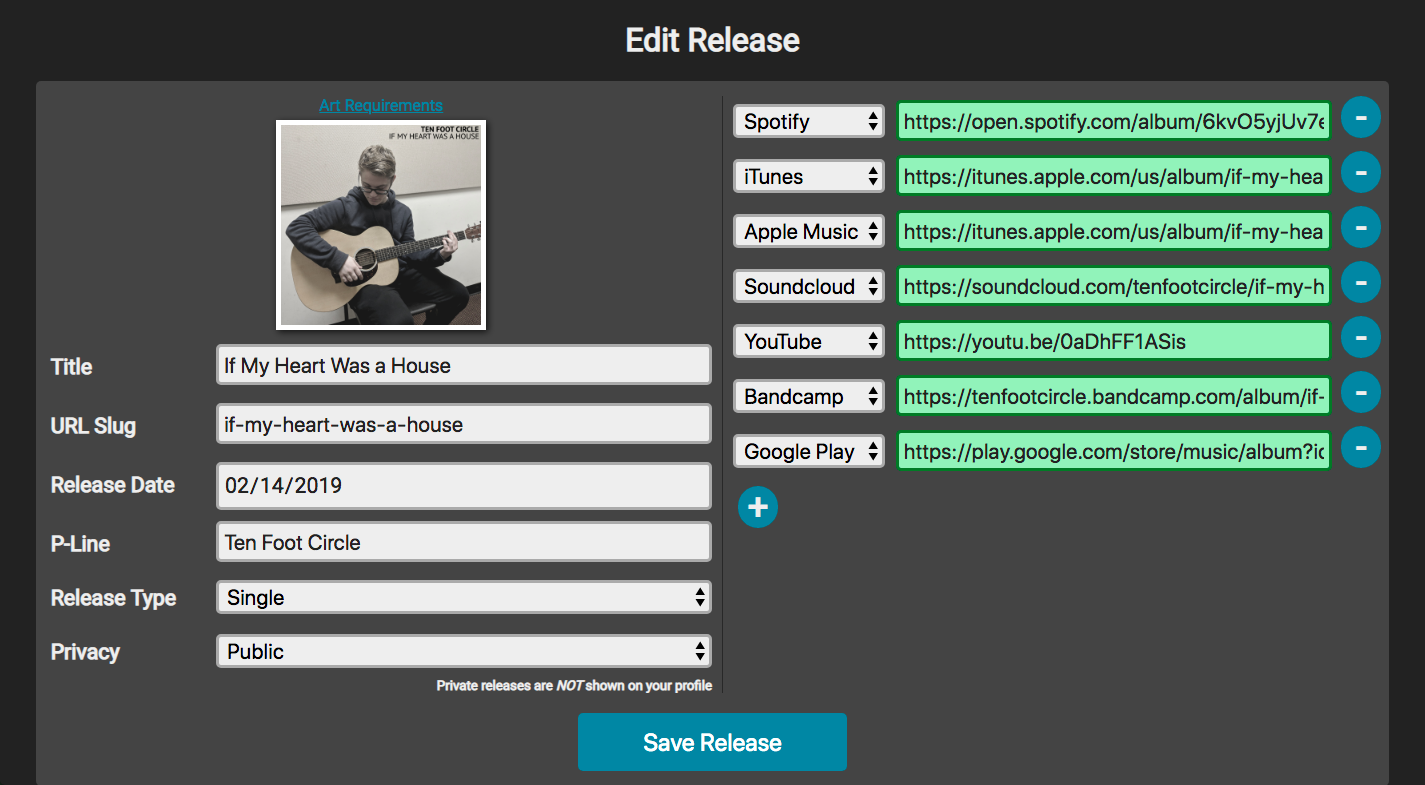 Edit Release
Art Requirements
TEN FOOT CIRCLE
IF MY HEART WAS A HOUSE
Title
If My Heart Was a House
URL Slug
if-my-heart-was-a-house
Release Date
02/14/2019
P-Line
Ten Foot Circle
Release Type
Single
Privacy
Public
Private releases are NOT shown on your profile
Spotify
https://open.spotify.com/album/6kvO5yjUv7e
-
iTunes
https://itunes.apple.com/us/album/if-my-hea
-
Apple Music
https://itunes.apple.com/us/album/if-my-hea
-
Soundcloud
https://soundcloud.com/tenfootcircle/if-my-h
-
YouTube
https://youtu.be/0aDhFF1ASis
-
Bandcamp
https://tenfootcircle.bandcamp.com/album/if-
-
Google Play
https://play.google.com/store/music/album?ic
-
+
Save Release